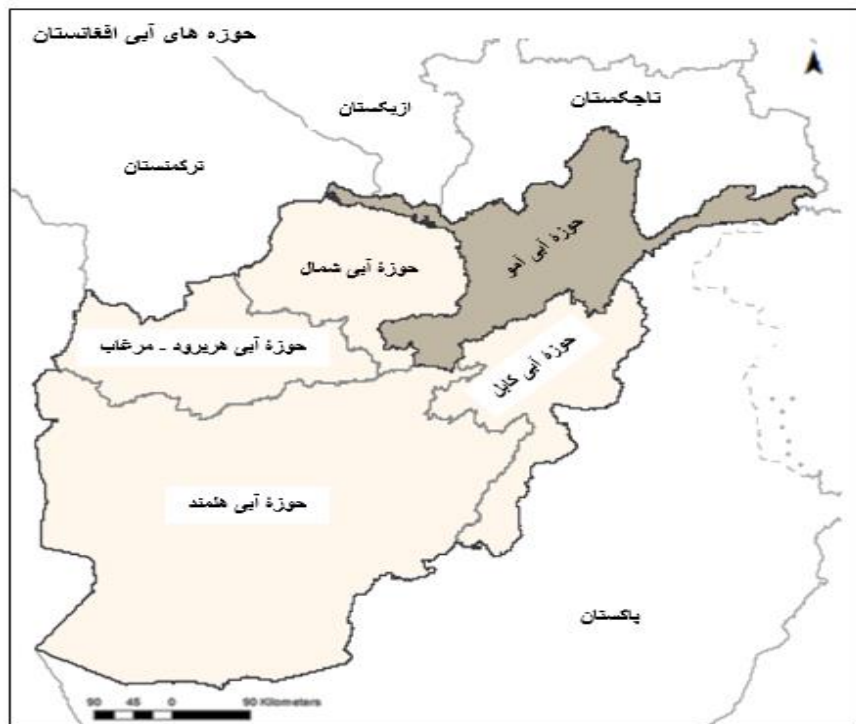 حوزه های آبی افغانستان
تاجکستان
ازبکستان
ترکمنستان
حوزه آبی آمو
حوزهٔ آبی شمال
حوزهٔ آبی هریرود - مرغاب
حوزهٔ آبی کابل
حوزهٔ آبی هلمند
پاکستان
90 45 0 90 Kilometers